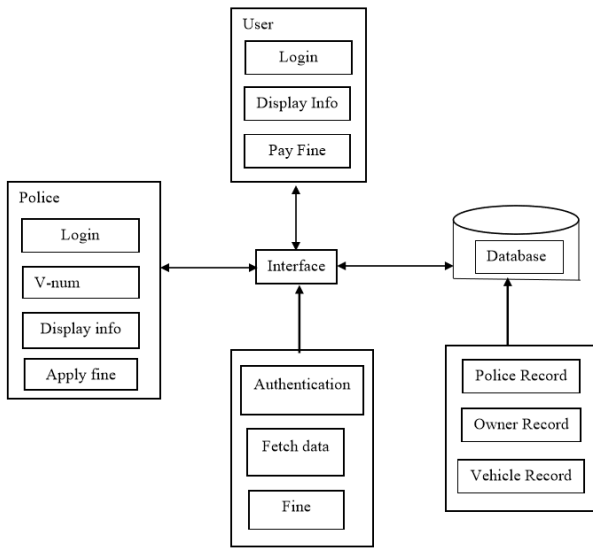 User
Login
Display Info
Pay Fine
Police
Login
V-num
Display info
Apply fine
Interface
Database
Authentication
Fetch data
Fine
Police Record
Owner Record
Vehicle Record